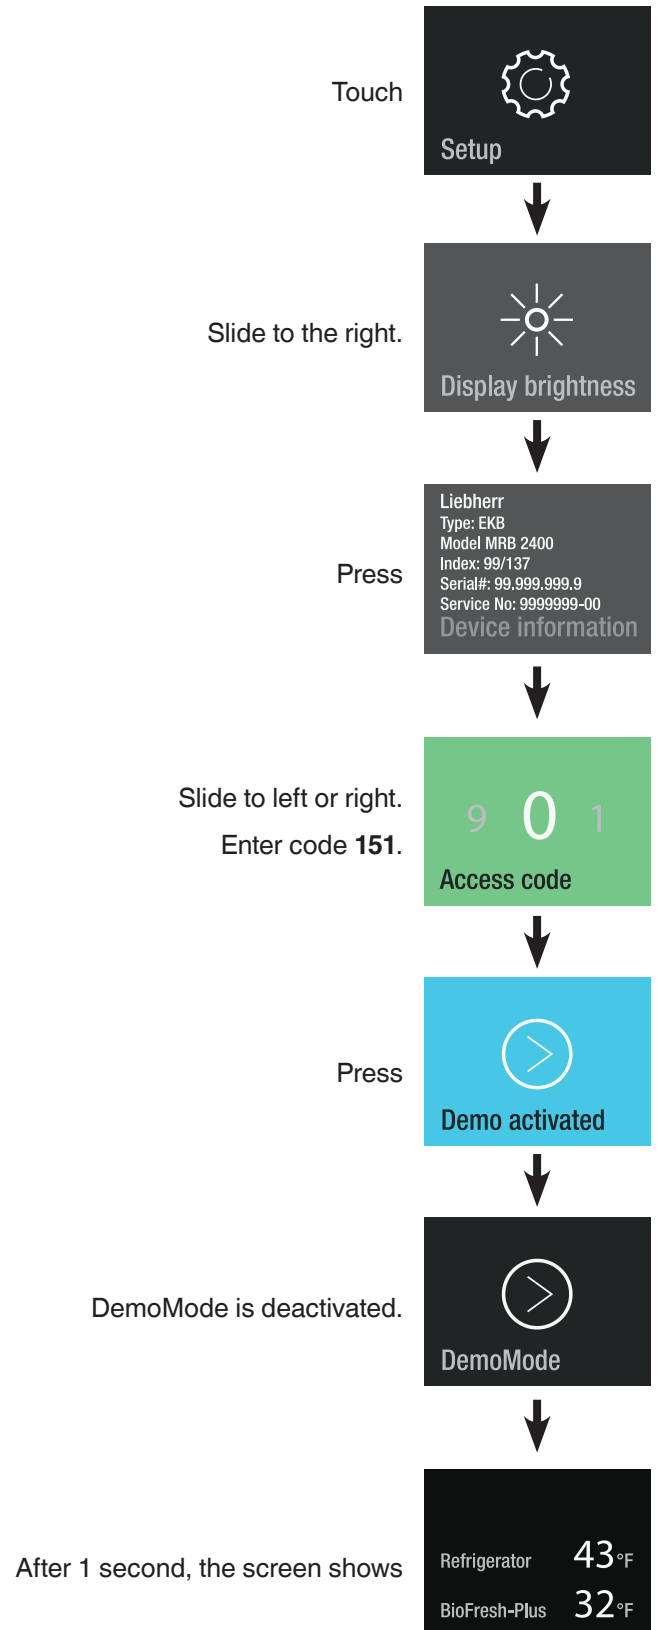 Touch
Setup
Slide to the right.
Display brightness
Liebherr
Type: EKB
Model MRB 2400
Index: 99/137
Press
Serial#: 99.999.999.9
Service No: 9999999-00
Device information
Slide to left or right.
Enter code 151.
9 0 1
Access code
Press
Demo activated
DemoMode is deactivated.
DemoMode
After 1 second, the screen shows
Refrigerator 43°F
BioFresh-Plus 32°F